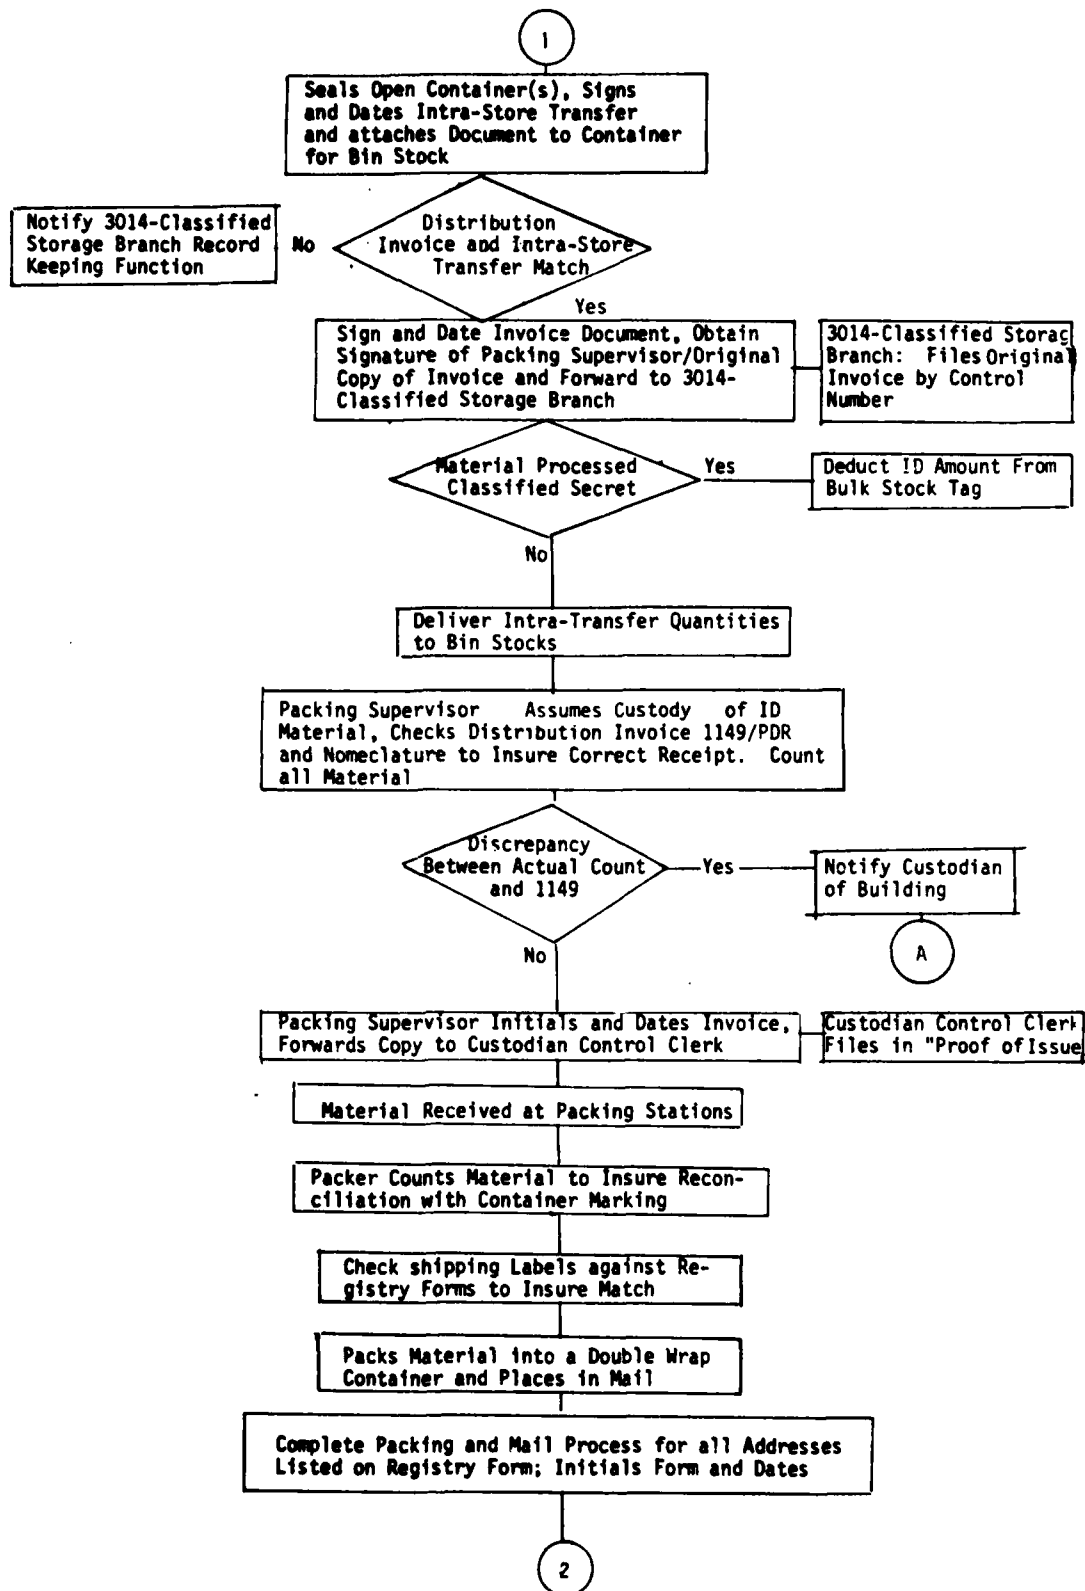 1
Seals Open Container(s), Signs
and Dates Intra-Store Transfer
and attaches Document to Container
for Bin Stock
Distribution
Invoice and Intra-Store
Transfer Match
No
Notify 3014-Classified
Storage Branch Record
Keeping Function
Yes
Sign and Date Invoice Document, Obtain
Signature of Packing Supervisor/Original
Copy of Invoice and Forward to 3014-
Classified Storage Branch
3014-Classified Storag
Branch: Files Original
Invoice by Control
Number
Material Processed
Classified Secret
Yes
Deduct ID Amount From
Bulk Stock Tag
No
Deliver Intra-Transfer Quantities
to Bin Stocks
Packing Supervisor Assumes Custody of ID
Material, Checks Distribution Invoice 1149/PDR
and Nomeclature to Insure Correct Receipt. Count
all Material
Discrepancy
Between Actual Count
and 1149
Yes
Notify Custodian
of Building
A
No
Packing Supervisor Initials and Dates Invoice,
Forwards Copy to Custodian Control Clerk
Custodian Control Clerk
Files in "Proof of Issue
Material Received at Packing Stations
Packer Counts Material to Insure Recon-
ciliation with Container Marking
Check shipping Labels against Re-
gistry Forms to Insure Match
Packs Material into a Double Wrap
Container and Places in Mail
Complete Packing and Mail Process for all Addresses
Listed on Registry Form; Initials Form and Dates
2